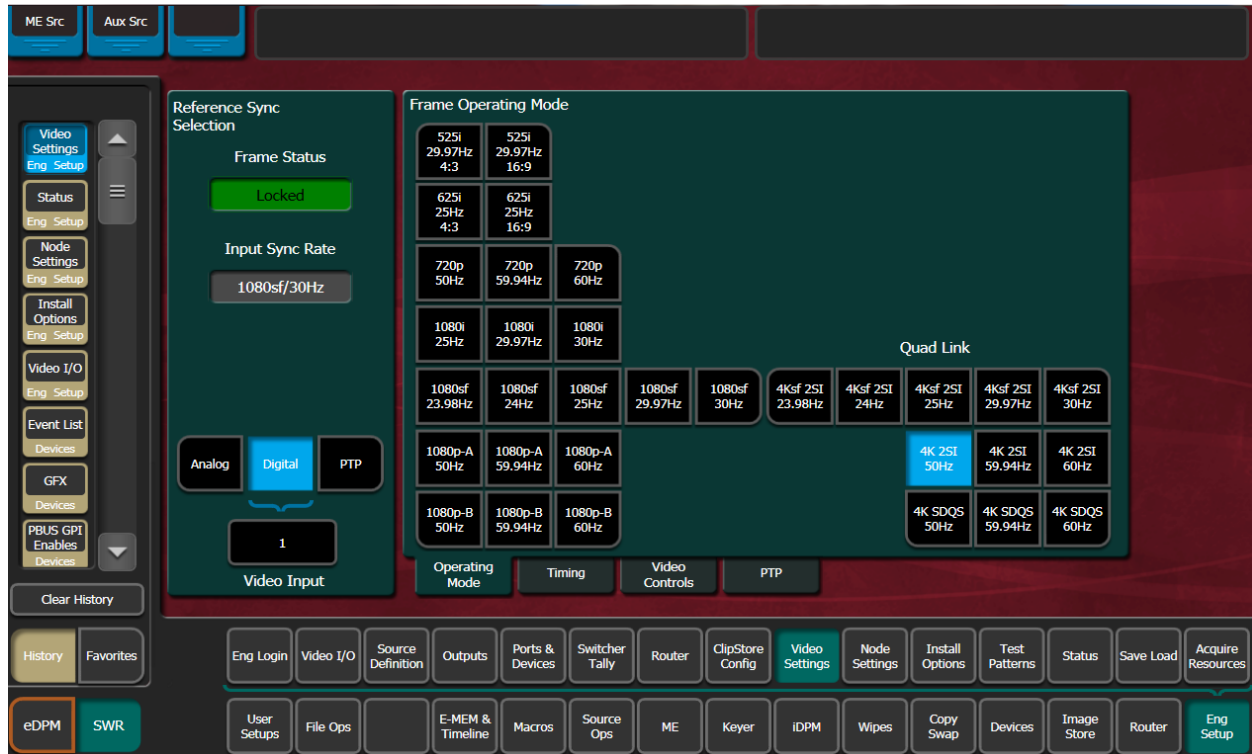 ME Src
Aux Src
Video
Settings
Eng Setup
Status
Eng Setup
Node
Settings
Eng Setup
Install
Options
Eng Setup
Video I/O
Eng Setup
Event List
Devices
GFX
Devices
PBUS GPI
Enables
Devices
Clear History
History
Favorites
Reference Sync
Selection
Frame Status
Locked
Input Sync Rate
1080sf/30Hz
Analog
Digital
PTP
1
Video Input
Frame Operating Mode
525i
29.97Hz
4:3
525i
29.97Hz
16:9
625i
25Hz
4:3
625i
25Hz
16:9
720p
50Hz
720p
59.94Hz
720p
60Hz
1080i
25Hz
1080i
29.97Hz
1080i
30Hz
Quad Link
1080sf
23.98Hz
1080sf
24Hz
1080sf
25Hz
1080sf
29.97Hz
1080sf
30Hz
4Ksf 2SI
23.98Hz
4Ksf 2SI
24Hz
4Ksf 2SI
25Hz
4Ksf 2SI
29.97Hz
4Ksf 2SI
30Hz
1080p-A
50Hz
1080p-A
59.94Hz
1080p-A
60Hz
4K 2SI
50Hz
4K 2SI
59.94Hz
4K 2SI
60Hz
1080p-B
50Hz
1080p-B
59.94Hz
1080p-B
60Hz
4K SDQS
50Hz
4K SDQS
59.94Hz
4K SDQS
60Hz
Operating
Mode
Timing
Video
Controls
PTP
Eng Login
Video I/O
Source
Definition
Outputs
Ports &
Devices
Switcher
Tally
Router
ClipStore
Config
Video
Settings
Node
Settings
Install
Options
Test
Patterns
Status
Save Load
Acquire
Resources
eDPM
SWR
User
Setups
File Ops
E-MEM &
Timeline
Macros
Source
Ops
ME
Keyer
iDPM
Wipes
Copy
Swap
Devices
Image
Store
Router
Eng
Setup